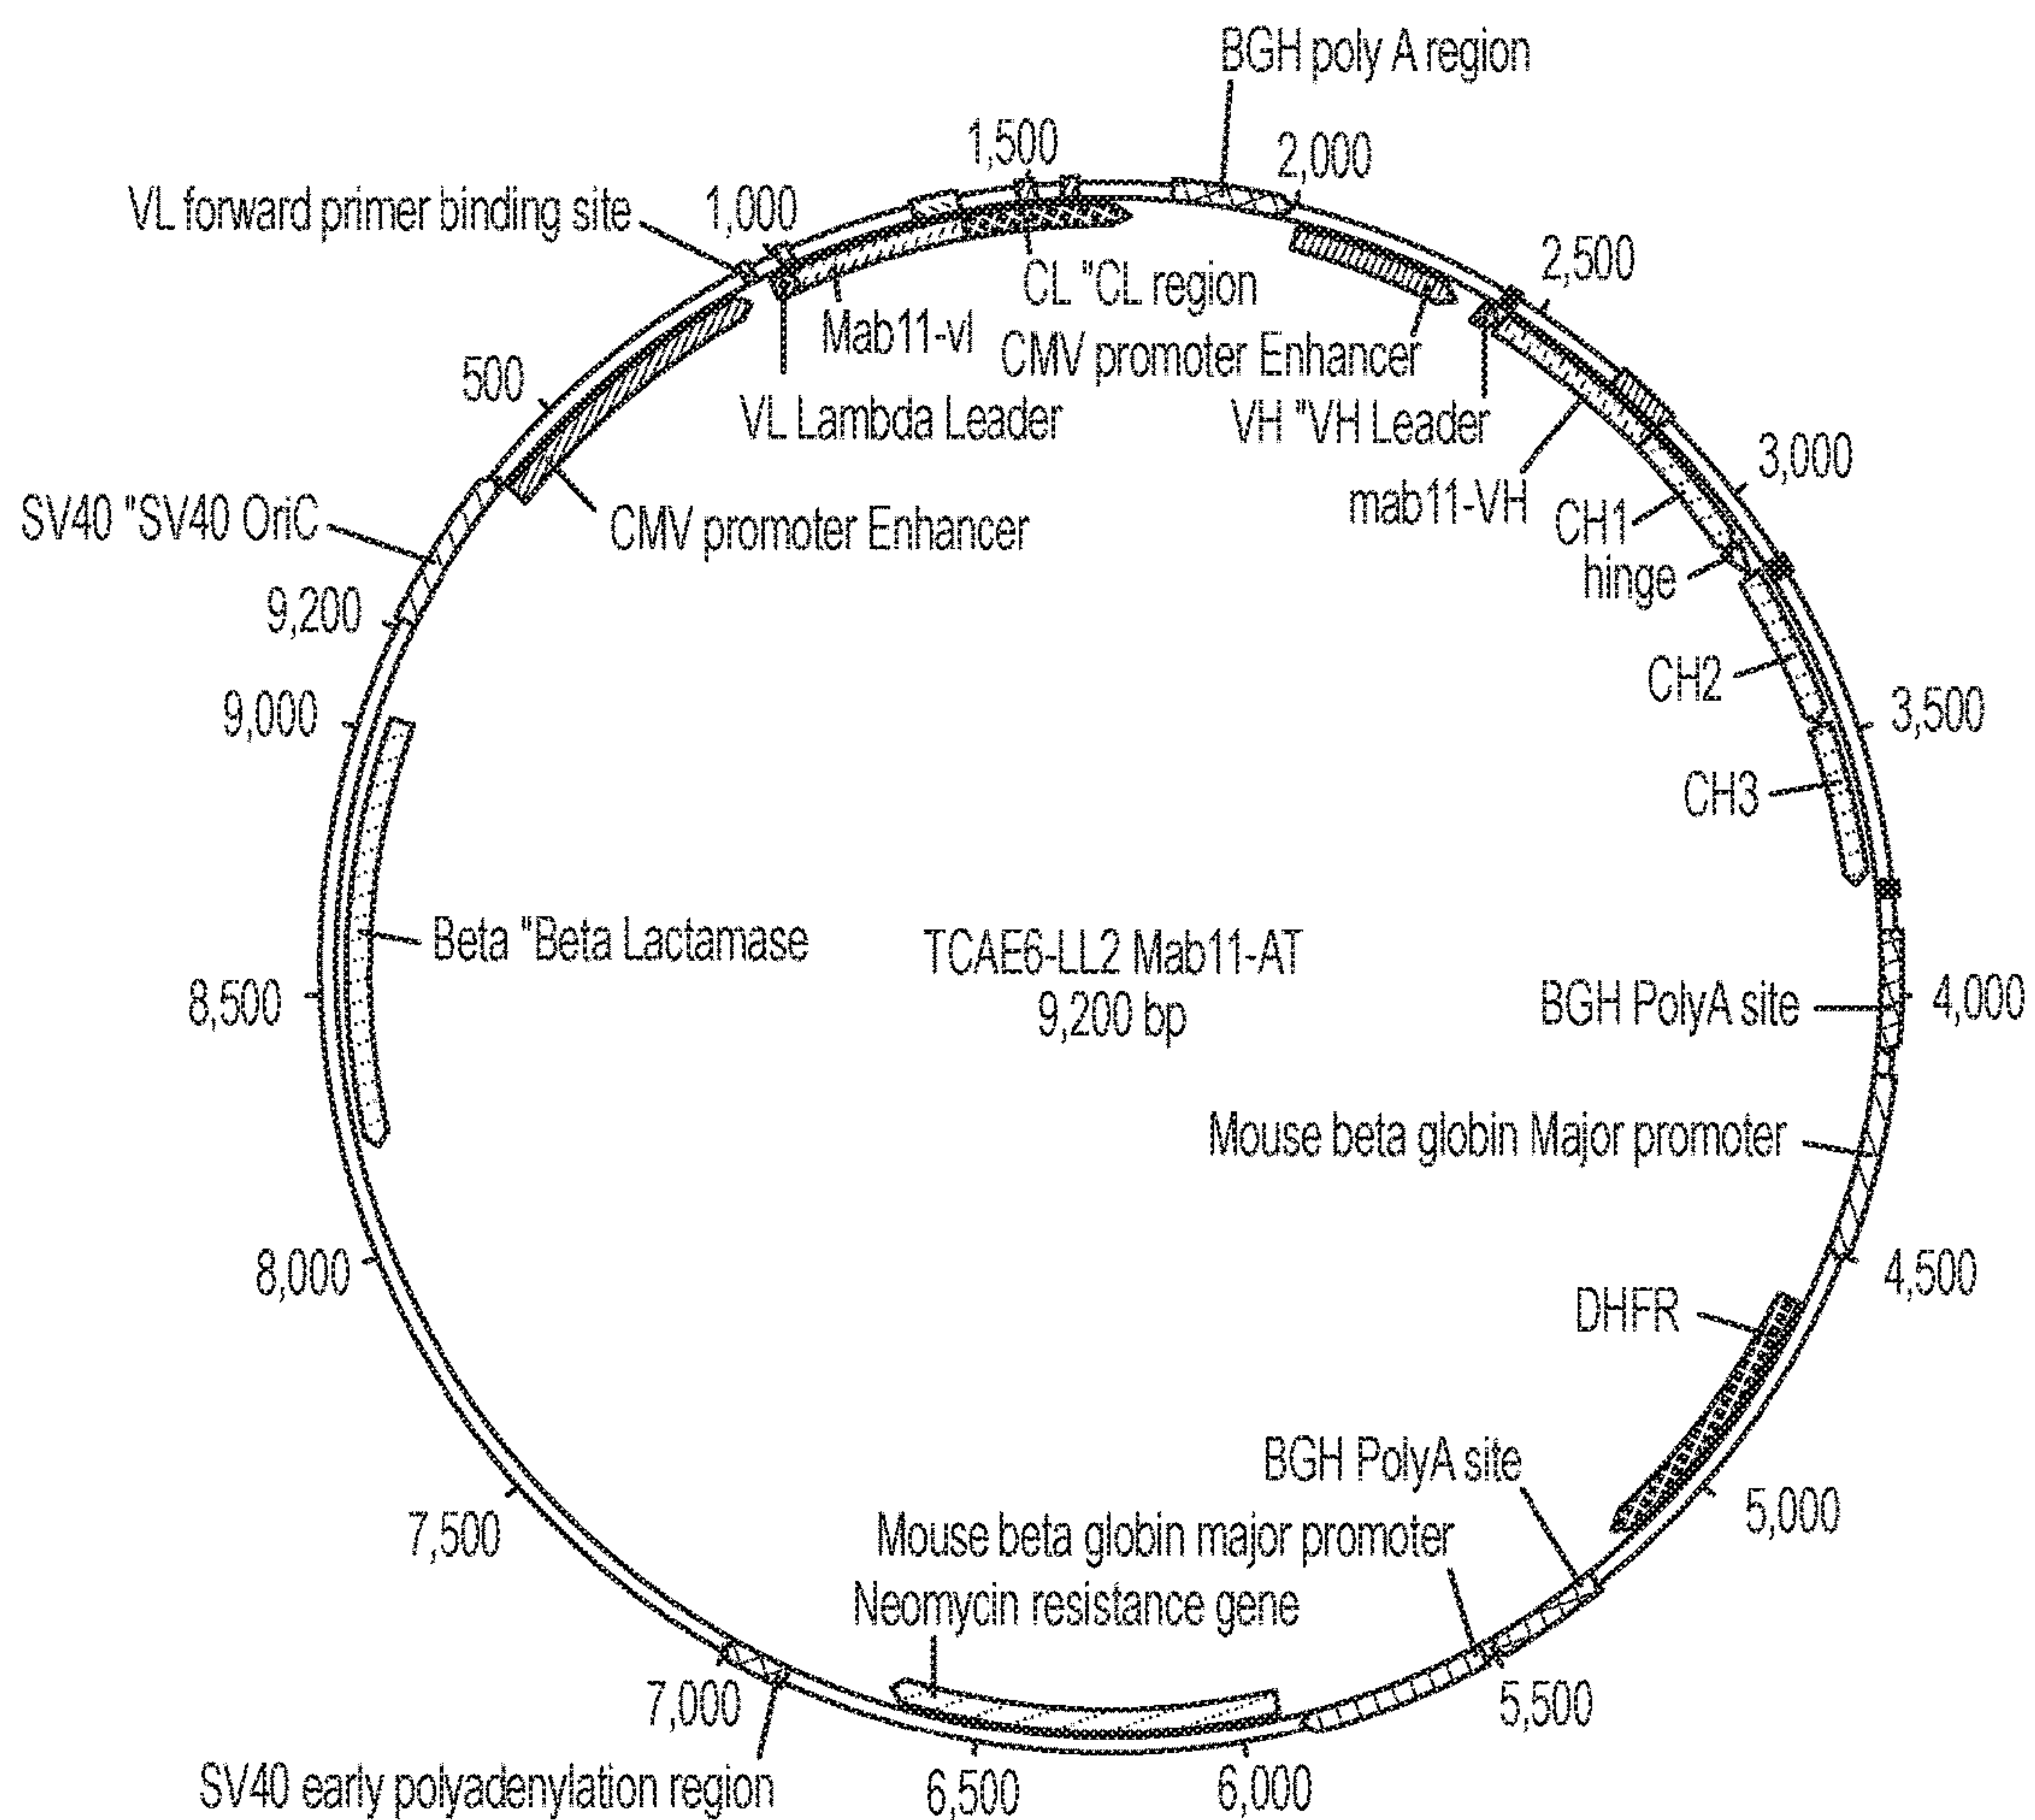 BGH poly A region
1,500
2,000
VL forward primer binding site
1,000
2,500
CL "CL region
Mab11-vl
CMV promoter Enhancer
500
VL Lambda Leader
VH "VH Leader
3,000
mab11-VH
SV40 "SV40 OriC
CMV promoter Enhancer
CH1
hinge
9,200
CH2
9,000
3,500
CH3
Beta "Beta Lactamase
TCAE6-LL2 Mab11-AT
9,200 bp
8,500
BGH PolyA site
4,000
Mouse beta globin Major promoter
8,000
4,500
DHFR
BGH PolyA site
5,000
7,500
Mouse beta globin major promoter
Neomycin resistance gene
7,000
5,500
SV40 early polyadenylation region
6,500
6,000